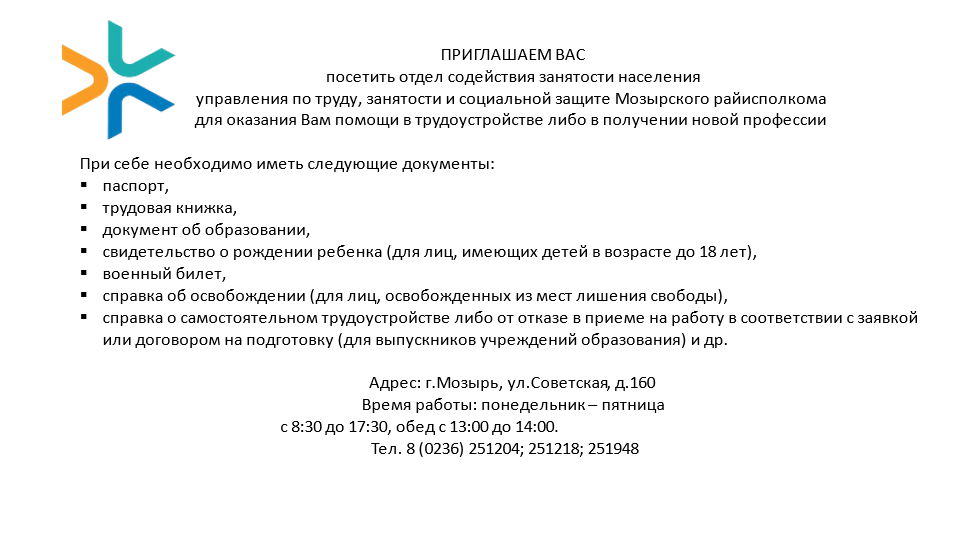 ПРИГЛАШАЕМ ВАС
посетить отдел содействия занятости населения
управления по труду, занятости и социальной защите Мозырского райисполкома
для оказания Вам помощи в трудоустройстве либо в получении новой профессии
При себе необходимо иметь следующие документы:
▪ паспорт,
▪ трудовая книжка,
▪ документ об образовании,
▪ свидетельство о рождении ребенка (для лиц, имеющих детей в возрасте до 18 лет),
▪ военный билет,
▪ справка об освобождении (для лиц, освобожденных из мест лишения свободы),
▪ справка о самостоятельном трудоустройстве либо от отказе в приеме на работу в соответствии с заявкой
или договором на подготовку (для выпускников учреждений образования) и др.
Адрес: г.Мозырь, ул.Советская, д.160
Время работы: понедельник – пятница
с 8:30 до 17:30, обед с 13:00 до 14:00.
Тел. 8 (0236) 251204; 251218; 251948